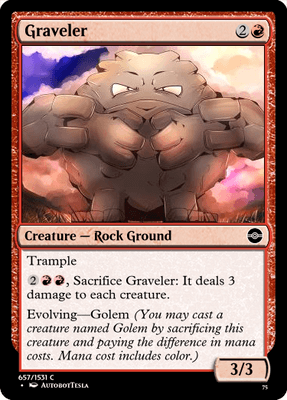 Graveler 2
Creature — Rock Ground
Trample
2, Sacrifice Graveler: It deals 3
damage to each creature.
Evolving—Golem (You may cast
a creature named Golem by sacrificing this
creature and paying the difference in mana
costs. Mana cost includes color.)
3/3
657/1531 C
• AutobotTesla
75